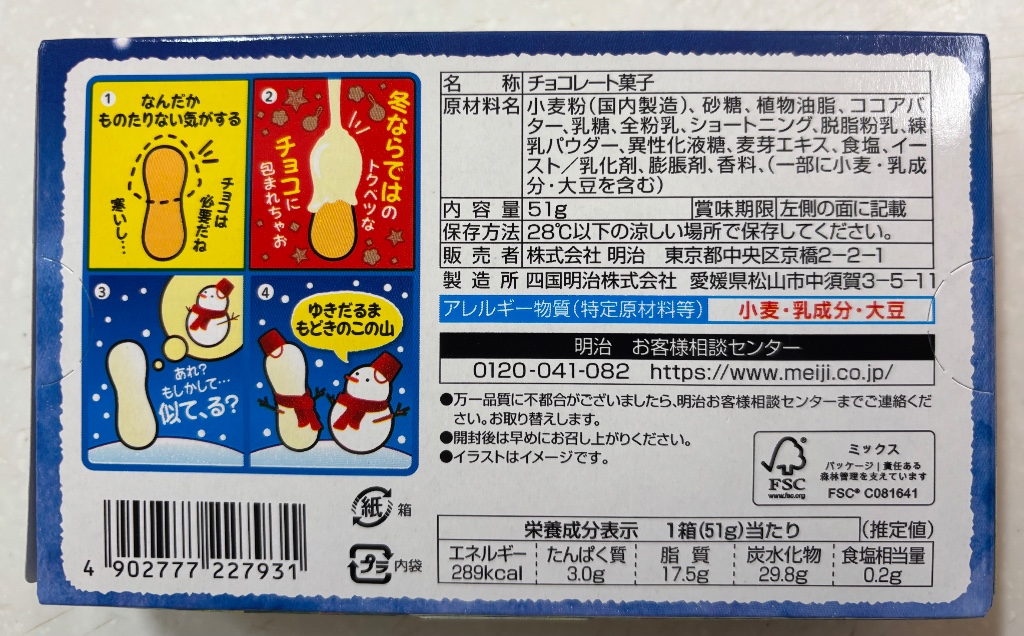 1
なんだか
ものたりない気がする
チョコは
必要だね
寒いし…
2
冬ならではの
トクベツな
チョコに
包まれちゃお
3
あれ?
もしかして…
似て、る?
4
ゆきだるま
もどきのこの山
名称 チョコレート菓子
原材料名 小麦粉(国内製造)、砂糖、植物油脂、ココアバ
ター、乳糖、全粉乳、ショートニング、脱脂粉乳、練
乳パウダー、異性化液糖、麦芽エキス、食塩、イー
スト/乳化剤、膨脹剤、香料、(一部に小麦・乳成
分・大豆を含む)
内容量 51g 賞味期限 左側の面に記載
保存方法 28℃以下の涼しい場所で保存してください。
販売者 株式会社 明治 東京都中央区京橋2-2-1
製造所 四国明治株式会社 愛媛県松山市中須賀3-5-11
アレルギー物質(特定原材料等) 小麦・乳成分・大豆
明治 お客様相談センター
0120-041-082 https://www.meiji.co.jp/
●万一品質に不都合がございましたら、明治お客様相談センターまでご連絡くだ
さい。お取り替えします。
●開封後は早めにお召し上がりください。
●イラストはイメージです。
FSC
www.fsc.org
ミックス
パッケージ|責任ある
森林管理を支えています
FSC® C081641
紙 箱
プラ 内袋
4 902777 227931
栄養成分表示 1箱(51g)当たり (推定値)
エネルギー たんぱく質 脂質 炭水化物 食塩相当量
289kcal 3.0g 17.5g 29.8g 0.2g